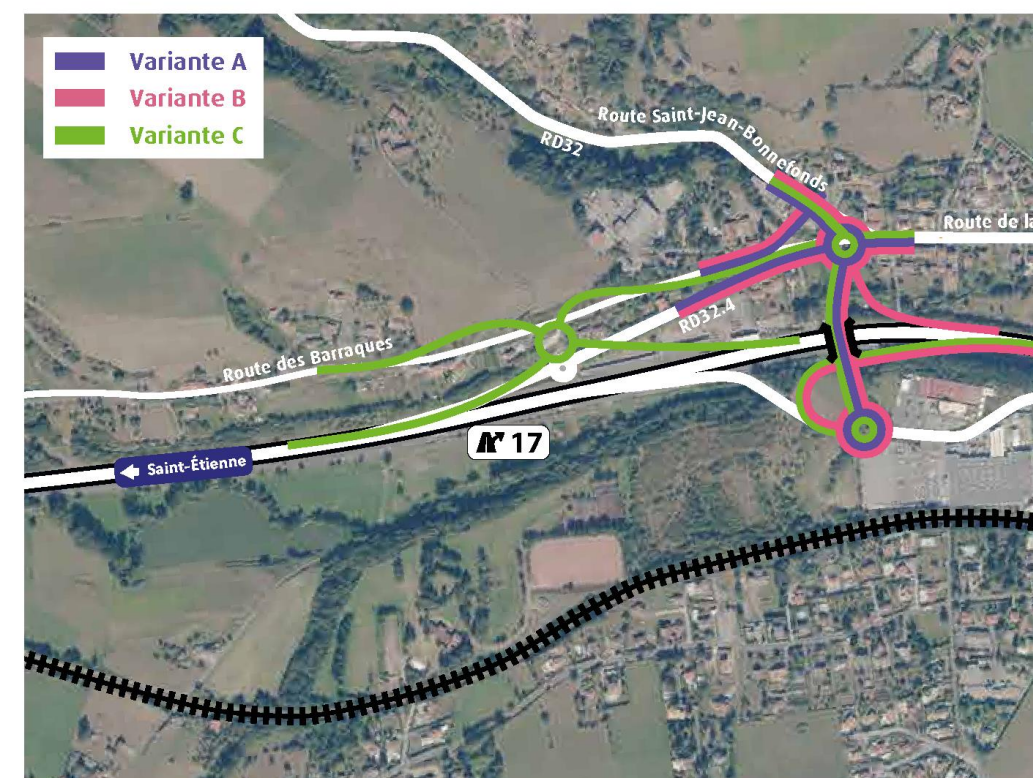 Variante A
Variante B
Variante C
Route Saint-Jean-Bonnefonds
RD32
Route de la
RD32.4
Route des Barraques
17
Saint-Étienne